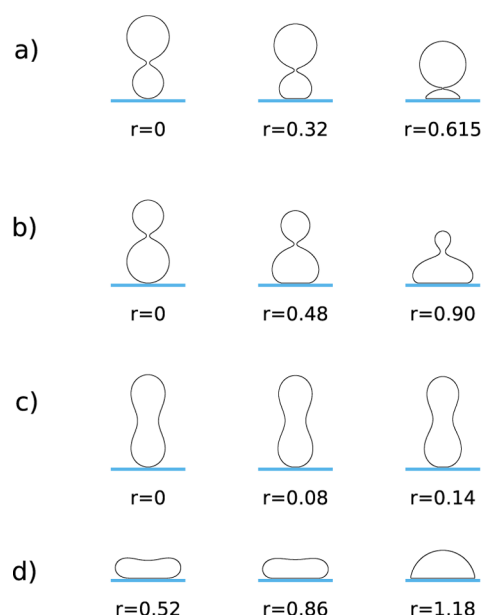 a)
r=0 r=0.32 r=0.615
b)
r=0 r=0.48 r=0.90
c)
r=0 r=0.08 r=0.14
d)
r=0.52 r=0.86 r=1.18